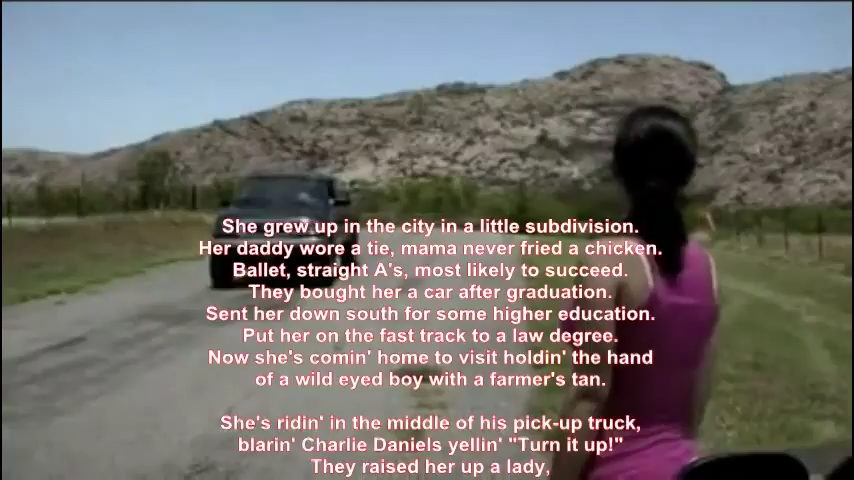 She grew up in the city in a little subdivision.
Her daddy wore a tie, mama never fried a chicken.
Ballet, straight A's, most likely to succeed.
They bought her a car after graduation.
Sent her down south for some higher education.
Put her on the fast track to a law degree.
Now she's comin' home to visit holdin' the hand
of a wild eyed boy with a farmer's tan.
She's ridin' in the middle of his pick-up truck,
blarin' Charlie Daniels yellin' "Turn it up!"
They raised her up a lady,